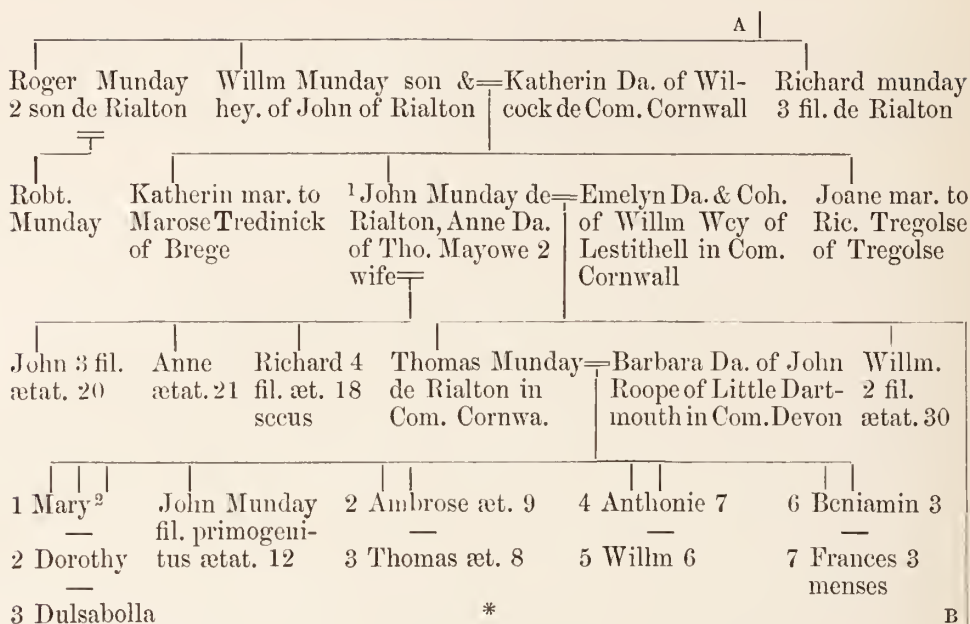 A
Roger Munday
2 son de Rialton
Willm Munday son &
hey. of John of Rialton
Katherin Da. of Wil-
cock de Com. Cornwall
Richard munday
3 fil. de Rialton
Robt.
Munday
Katherin mar. to
Marose Tredinick
of Brege
1 John Munday de
Rialton, Anne Da.
of Tho. Mayowe 2
wife
Emelyn Da. & Coh.
of Willm Wcy of
Lestithell in Com.
Cornwall
Joane mar. to
Ric. Tregolse
of Tregolse
John 3 fil.
ætat. 20
Anne
ætat. 21
Richard 4
fil. æt. 18
sccus
Thomas Munday
de Rialton in
Com. Cornwa.
Barbara Da. of John
Roope of Little Dart-
mouth in Com. Devon
Willm.
2 fil.
ætat. 30
1 Mary 2
2 Dorothy
3 Dulsabolla
John Munday
fil. primogeni-
tus ætat. 12
2 Ambrose æt. 9
3 Thomas æt. 8
4 Anthonie 7
5 Willm 6
6 Beniamin 3
7 Frances 3
menses
*
B